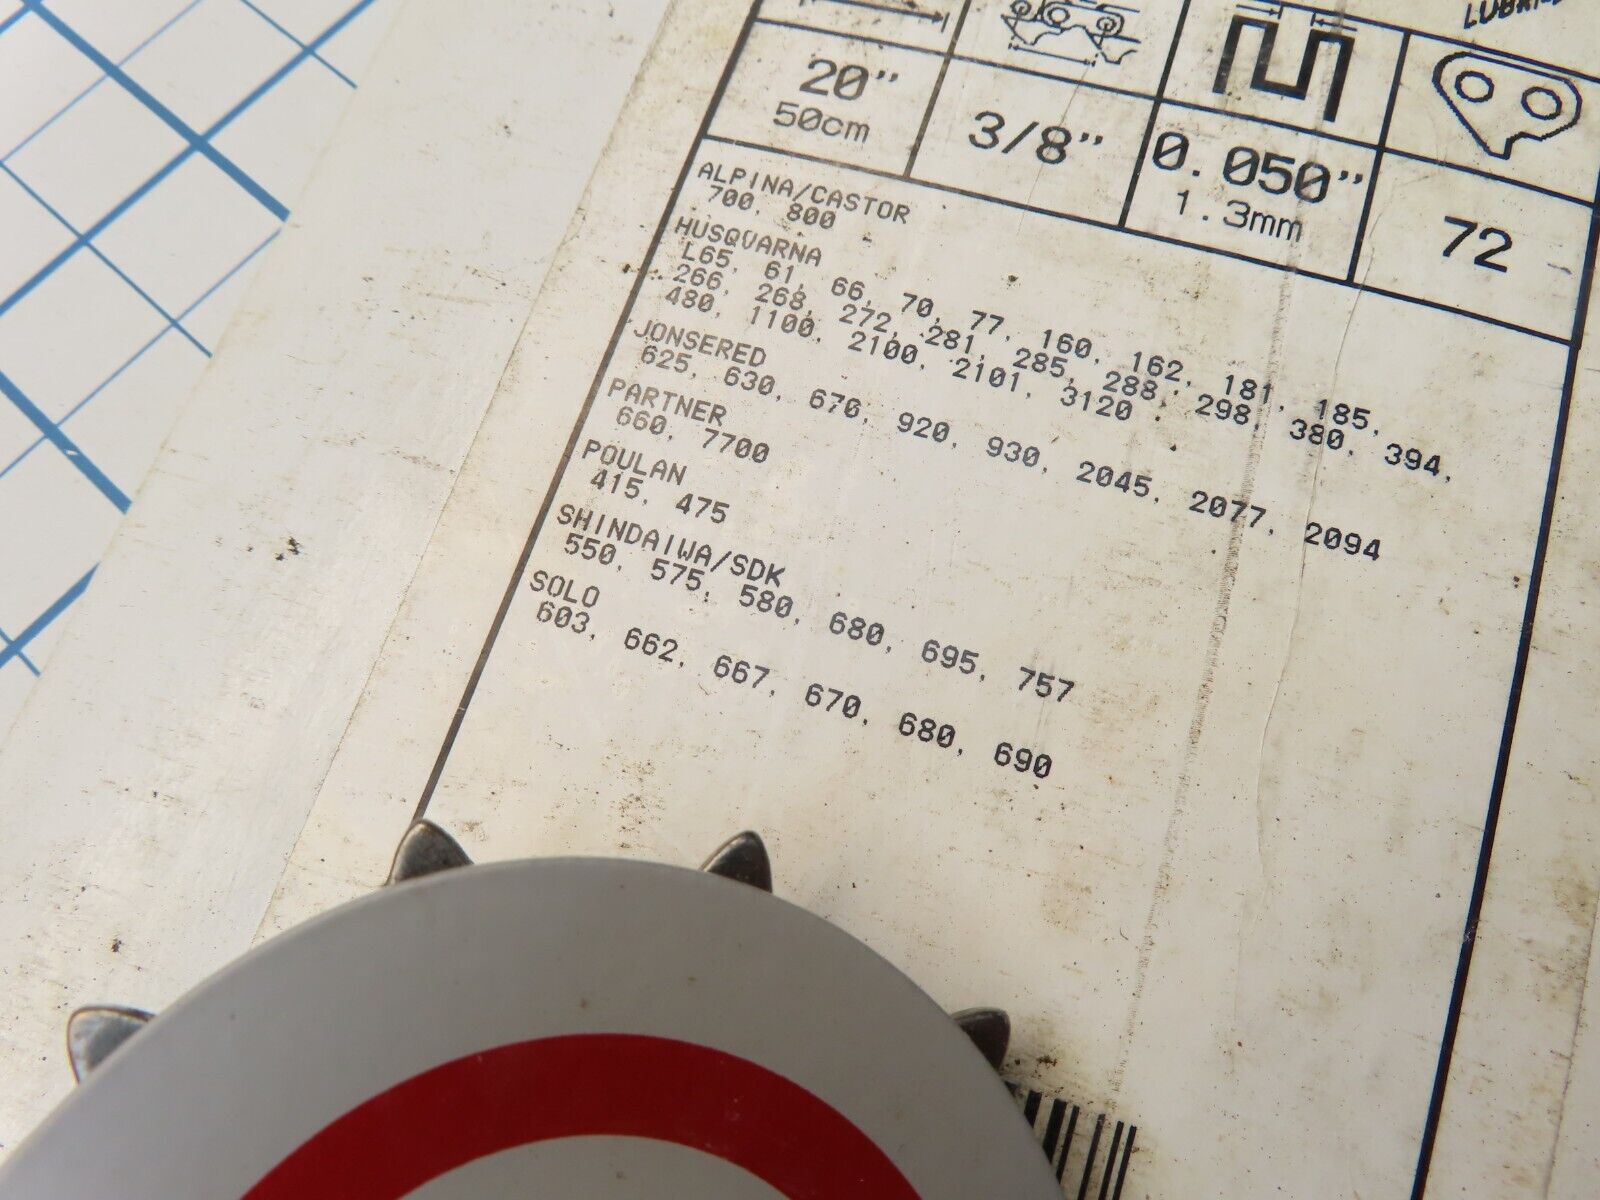 20" 3/8" 0.050" 72
50cm 1.3mm
ALPINA/CASTOR
700, 800
HUSQVARNA
L65, 61, 66, 70, 77, 160, 162, 181, 185,
266, 268, 272, 281, 285, 288, 298, 380, 394,
480, 1100, 2100, 2101, 3120
JONSERED
625, 630, 670, 920, 930, 2045, 2077, 2094
PARTNER
660, 7700
POULAN
415, 475
SHINDAIWA/SDK
550, 575, 580, 680, 695, 757
SOLO
603, 662, 667, 670, 680, 690